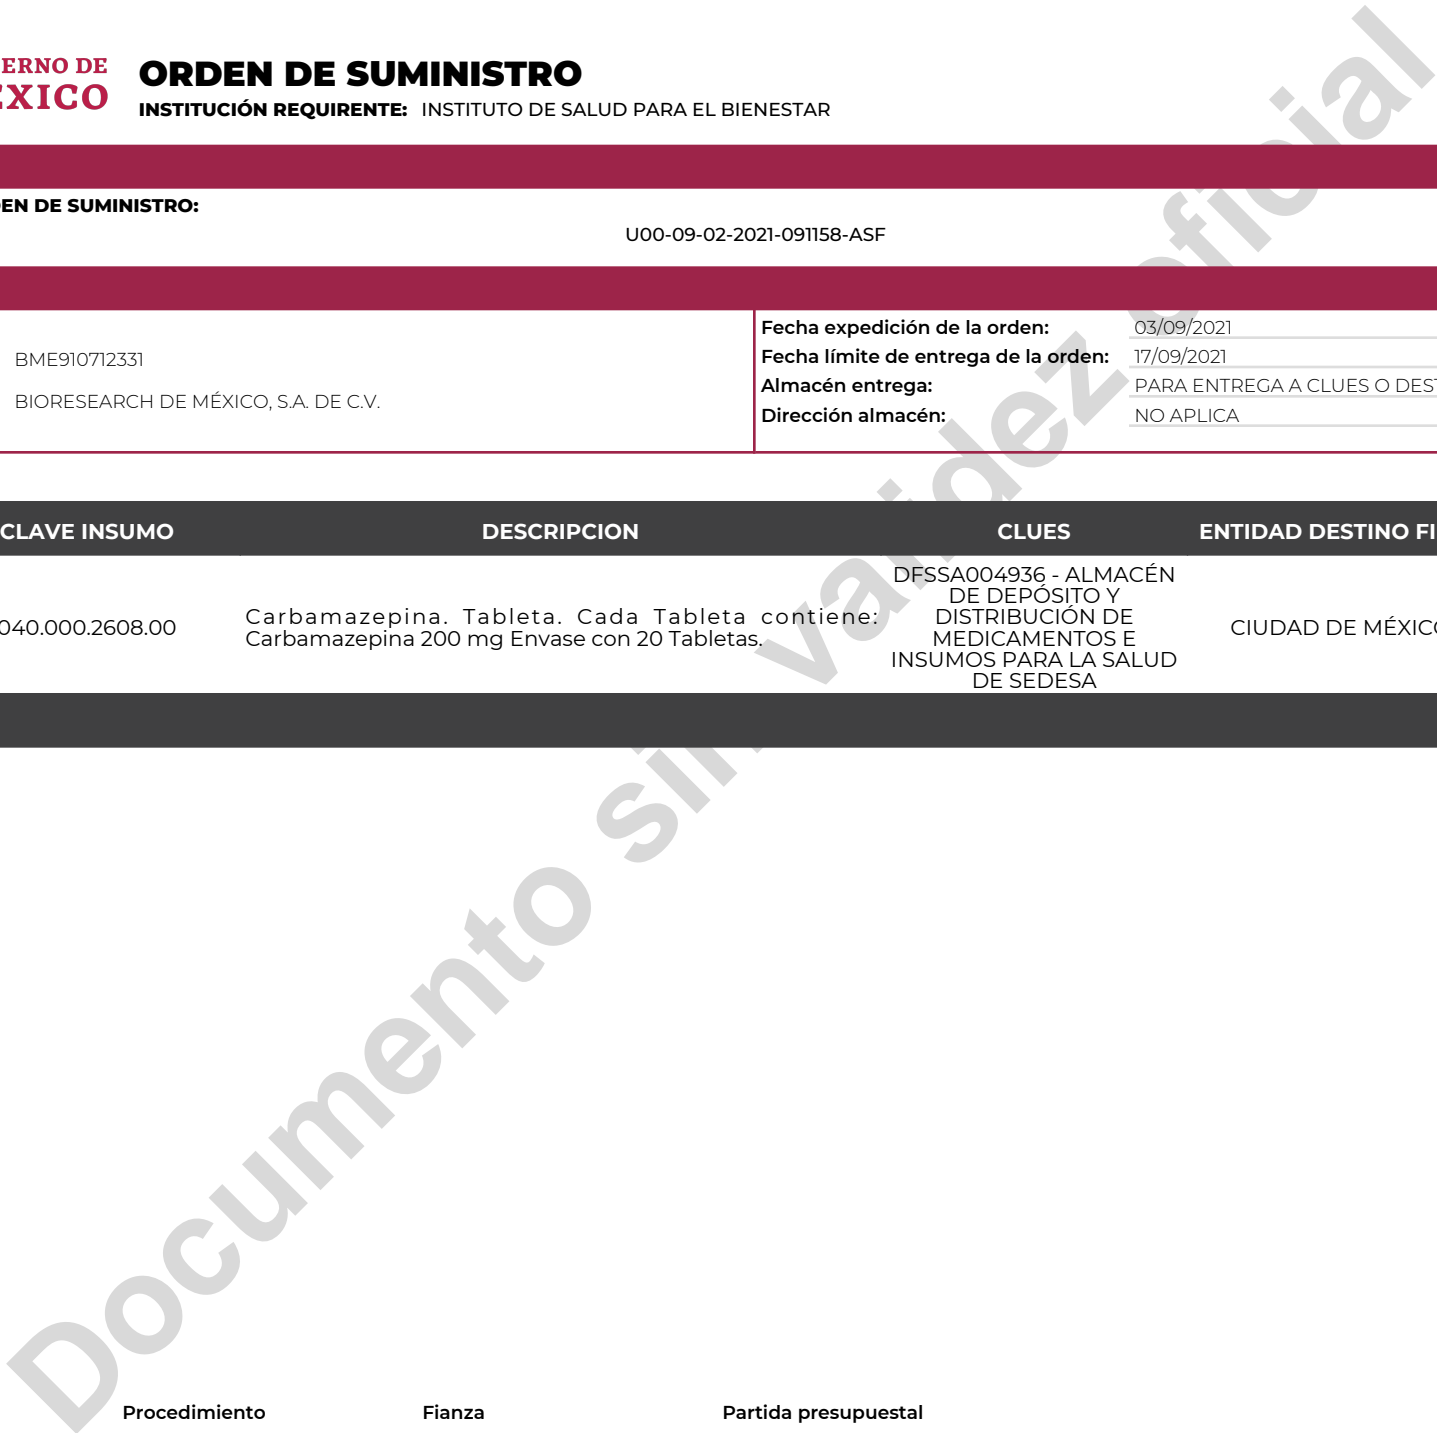 ERNO DE
ÉXICO
ORDEN DE SUMINISTRO
INSTITUCIÓN REQUIRENTE: INSTITUTO DE SALUD PARA EL BIENESTAR
EN DE SUMINISTRO:
U00-09-02-2021-091158-ASF
BME910712331
BIORESEARCH DE MÉXICO, S.A. DE C.V.
Fecha expedición de la orden: 03/09/2021
Fecha límite de entrega de la orden: 17/09/2021
Almacén entrega: PARA ENTREGA A CLUES O DEST
Dirección almacén: NO APLICA
CLAVE INSUMO DESCRIPCION CLUES ENTIDAD DESTINO FI
040.000.2608.00
Carbamazepina. Tableta. Cada Tableta contiene:
Carbamazepina 200 mg Envase con 20 Tabletas.
DFSSA004936 - ALMACÉN
DE DEPÓSITO Y
DISTRIBUCIÓN DE
MEDICAMENTOS E
INSUMOS PARA LA SALUD
DE SEDESA
CIUDAD DE MÉXICO
Documento sin validez oficial
Procedimiento Fianza Partida presupuestal